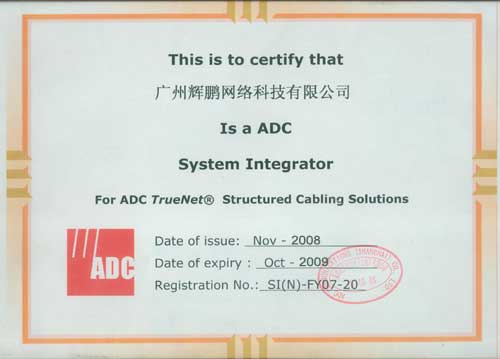 This is to certify that
广州辉鹏网络科技有限公司
Is a ADC
System Integrator
For ADC TrueNet® Structured Cabling Solutions
ADC
Date of issue: Nov - 2008
Date of expiry : Oct - 2009
Registration No.: SI(N)-FY07-20
(SHANGHAI) CO.